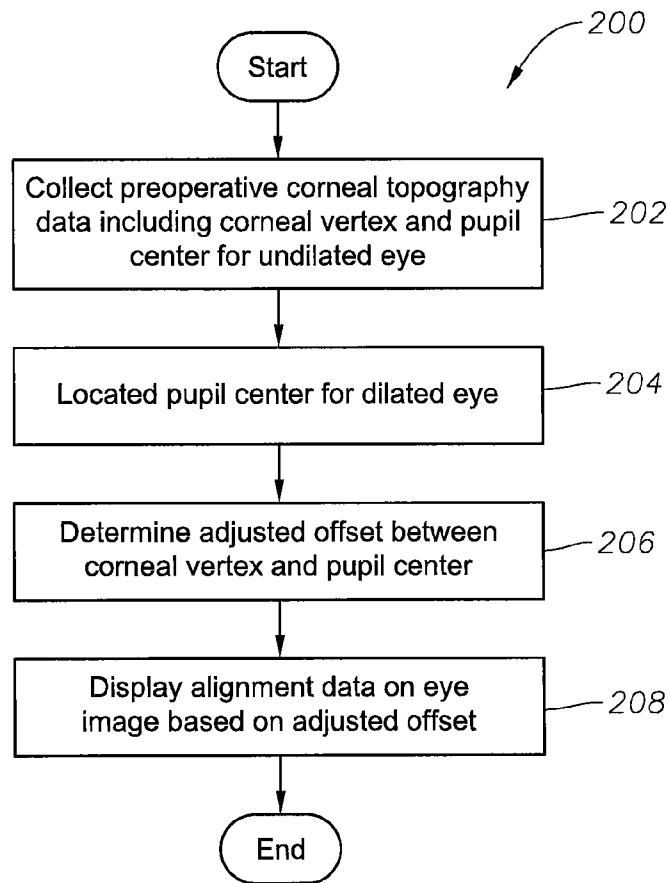 200
Start
Collect preoperative corneal topography
data including corneal vertex and pupil
center for undilated eye
202
Located pupil center for dilated eye
204
Determine adjusted offset between
corneal vertex and pupil center
206
Display alignment data on eye
image based on adjusted offset
208
End